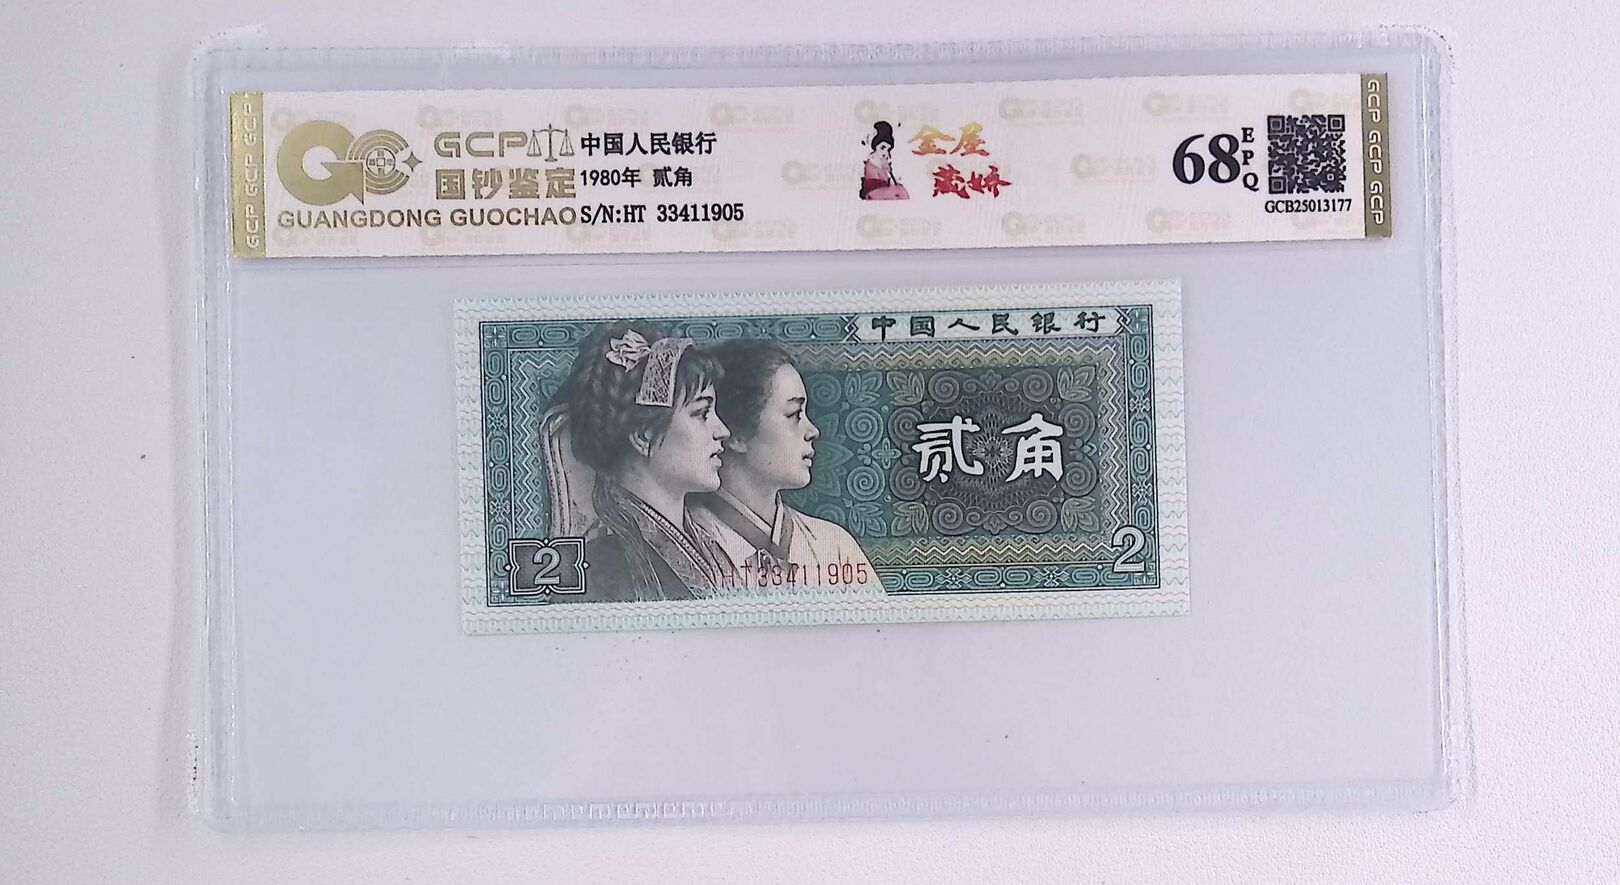 GCP 中国人民银行
国钞鉴定 1980年 贰角
GUANGDONG GUOCHAO S/N:HT 33411905
金屋
藏娇
68 EPQ
GCB25013177
GCP GCP GCP
GCP GCP GCP
中国人民银行
贰角
2
2
HT33411905